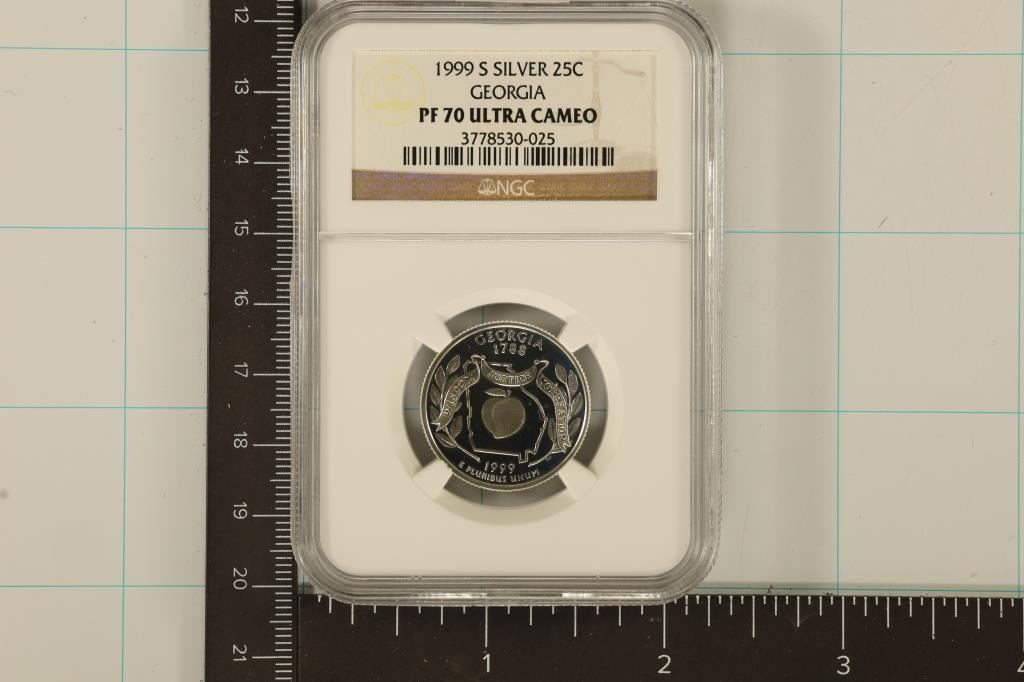 1999 S SILVER 25C
GEORGIA
PF 70 ULTRA CAMEO
3778530-025
NGC
GEORGIA
1788
WISDOM JUSTICE MODERATION
1999
E PLURIBUS UNUM
12
13
14
15
16
17
18
19
20
21
1 2 3 4